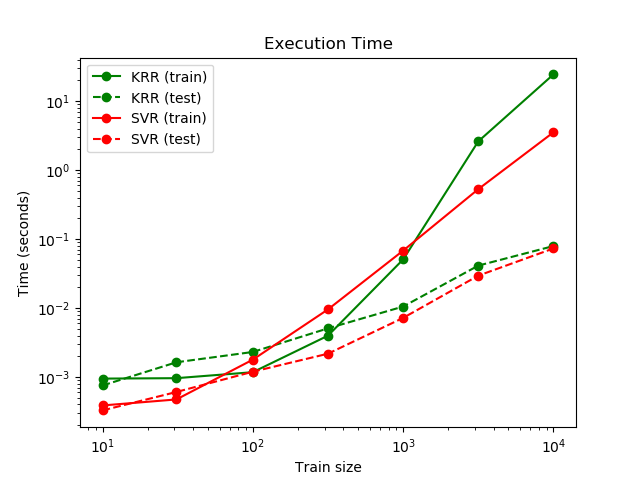 Execution Time
KRR (train)
KRR (test)
SVR (train)
SVR (test)
10¹
10⁰
10⁻¹
10⁻²
10⁻³
Time (seconds)
10¹ 10² 10³ 10⁴
Train size